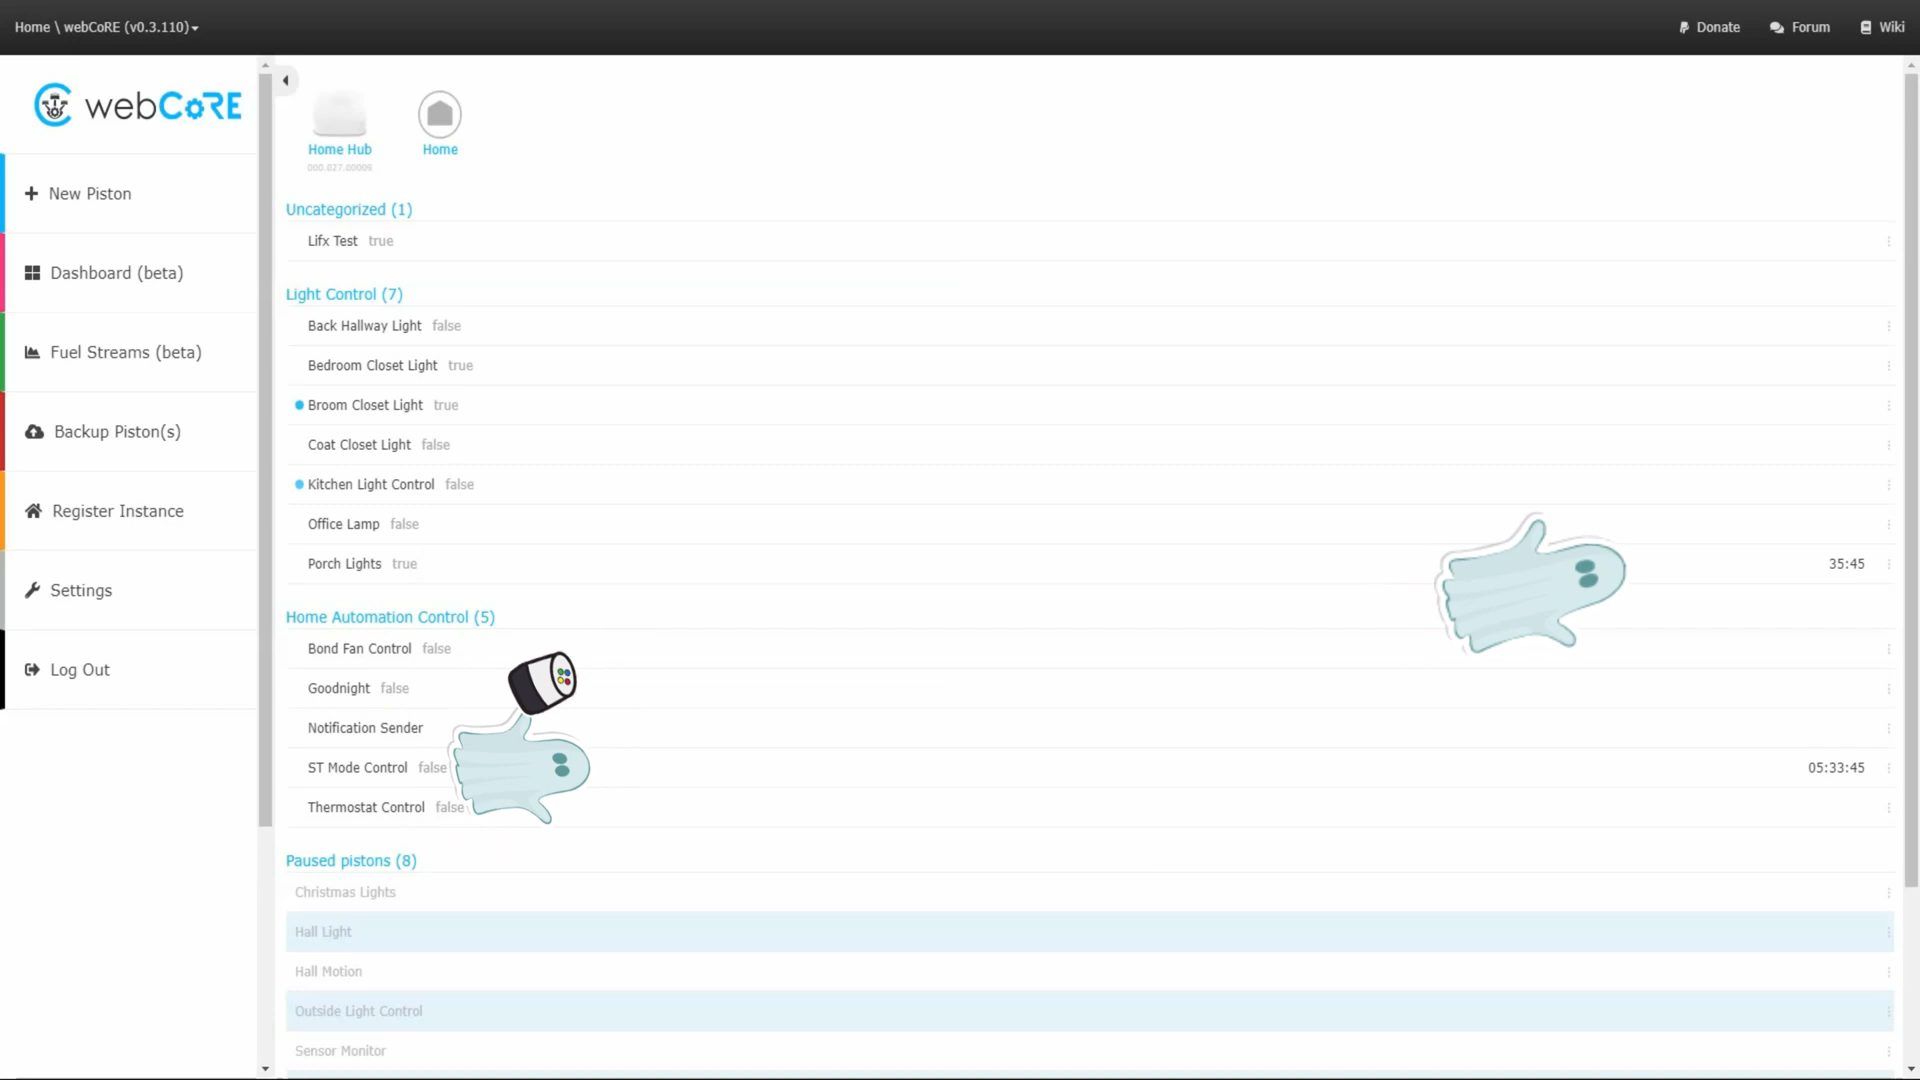 Home \ webCoRE (v0.3.110)
Donate
Forum
Wiki
webCoRE
New Piston
Dashboard (beta)
Fuel Streams (beta)
Backup Piston(s)
Register Instance
Settings
Log Out
Home Hub
000.027.00009
Home
Uncategorized (1)
Lifx Test true
Light Control (7)
Back Hallway Light false
Bedroom Closet Light true
Broom Closet Light true
Coat Closet Light false
Kitchen Light Control false
Office Lamp false
Porch Lights true 35:45
Home Automation Control (5)
Bond Fan Control false
Goodnight false
Notification Sender
ST Mode Control false 05:33:45
Thermostat Control false
Paused pistons (8)
Christmas Lights
Hall Light
Hall Motion
Outside Light Control
Sensor Monitor